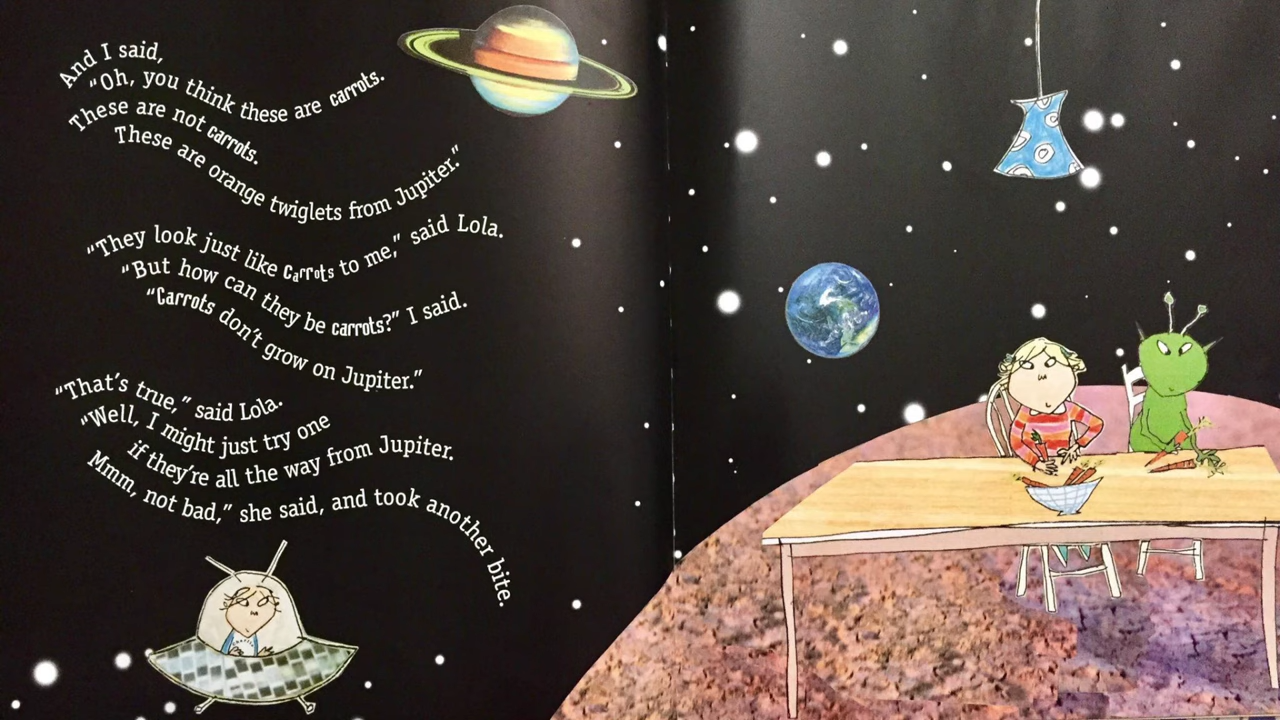 And I said,
"Oh, you think these are carrots.
These are not carrots.
These are orange twiglets from Jupiter."
"They look just like carrots to me," said Lola.
"But how can they be carrots?" I said.
"Carrots don't grow on Jupiter."
"That's true," said Lola.
"Well, I might just try one
if they're all the way from Jupiter.
Mmm, not bad," she said, and took another bite.